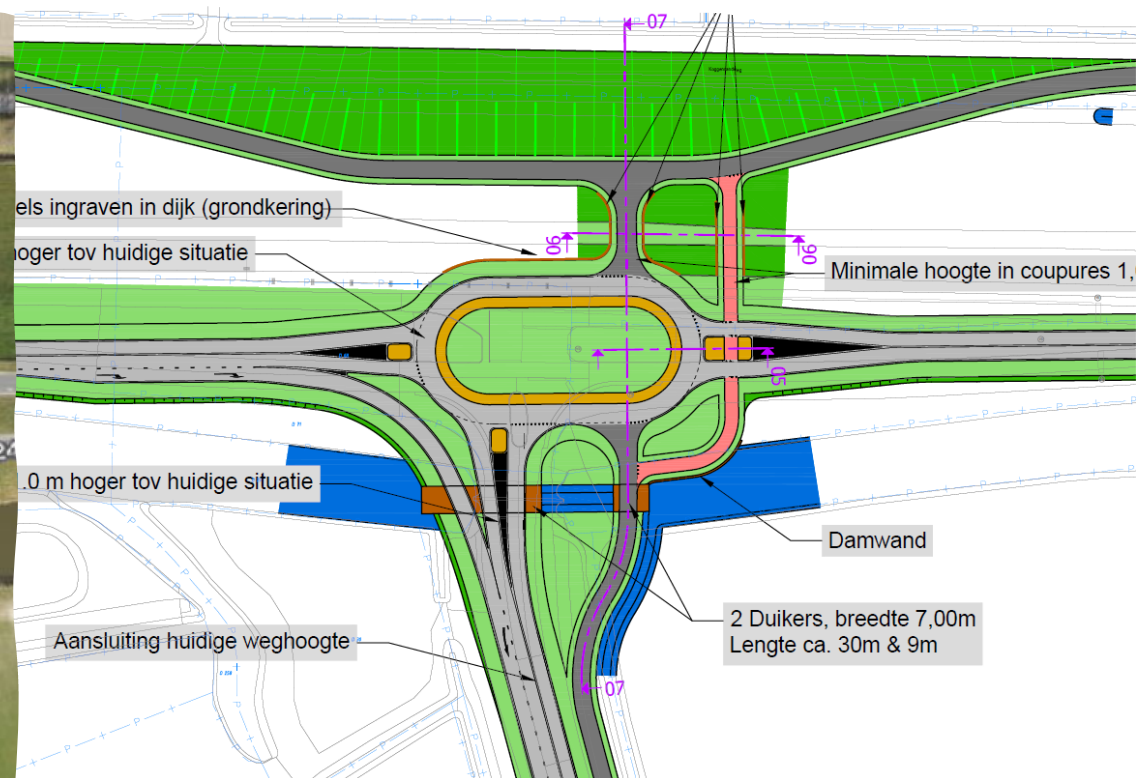 07
els ingraven in dijk (grondkering)
hoger tov huidige situatie
06
06
Minimale hoogte in coupures 1,
05
.0 m hoger tov huidige situatie
Damwand
2 Duikers, breedte 7,00m
Lengte ca. 30m & 9m
Aansluiting huidige weghoogte
07